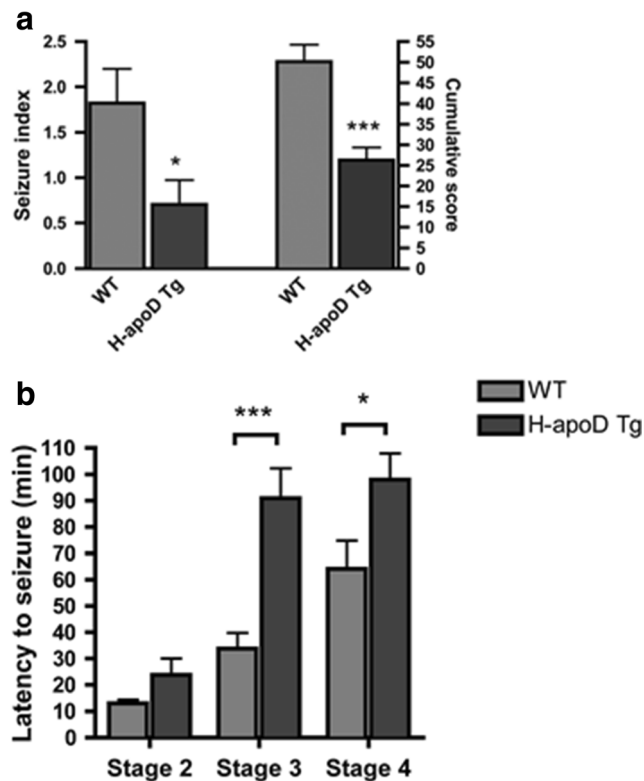 a
2.5
2.0
1.5
1.0
0.5
0.0
Seizure index
*
***
55
50
45
40
35
30
25
20
15
10
5
0
Cumulative score
WT
H-apoD Tg
WT
H-apoD Tg
b
WT
H-apoD Tg
***
*
110
100
90
80
70
60
50
40
30
20
10
0
Latency to seizure (min)
Stage 2 Stage 3 Stage 4